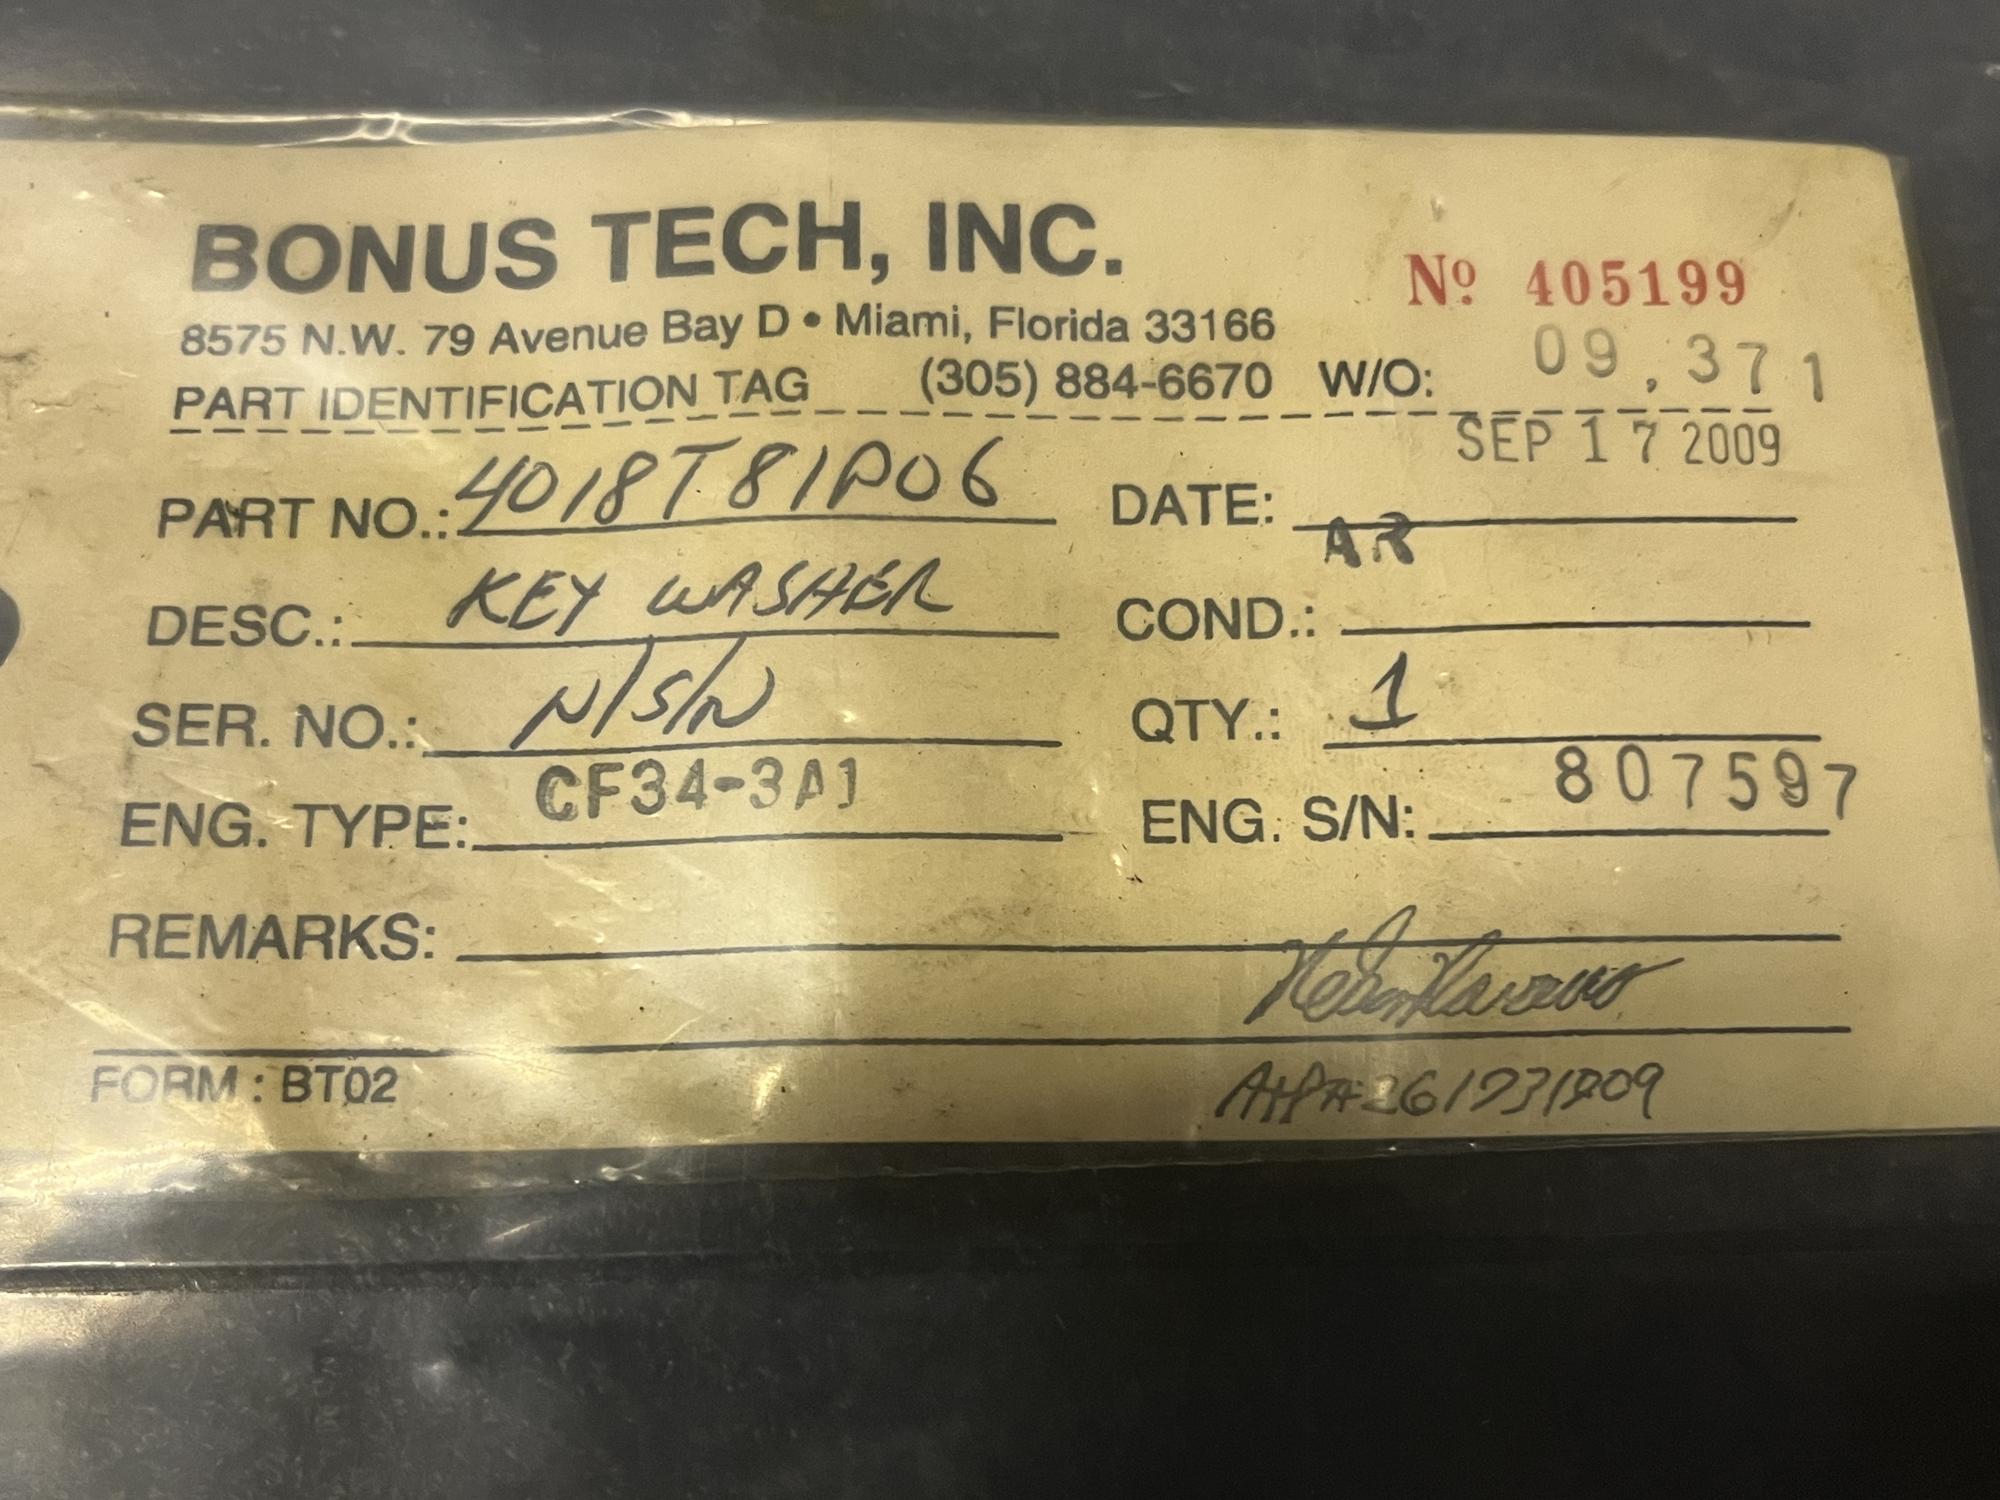 BONUS TECH, INC.
Nº 405199
8575 N.W. 79 Avenue Bay D • Miami, Florida 33166
PART IDENTIFICATION TAG (305) 884-6670 W/O: 09.371
PART NO.: 4018T81P06 DATE: SEP 17 2009
DESC.: KEY WASHER COND.: AR
SER. NO.: N/S/N QTY.: 1
ENG. TYPE: CF34-3A1 ENG. S/N: 807597
REMARKS:
FORM : BT02